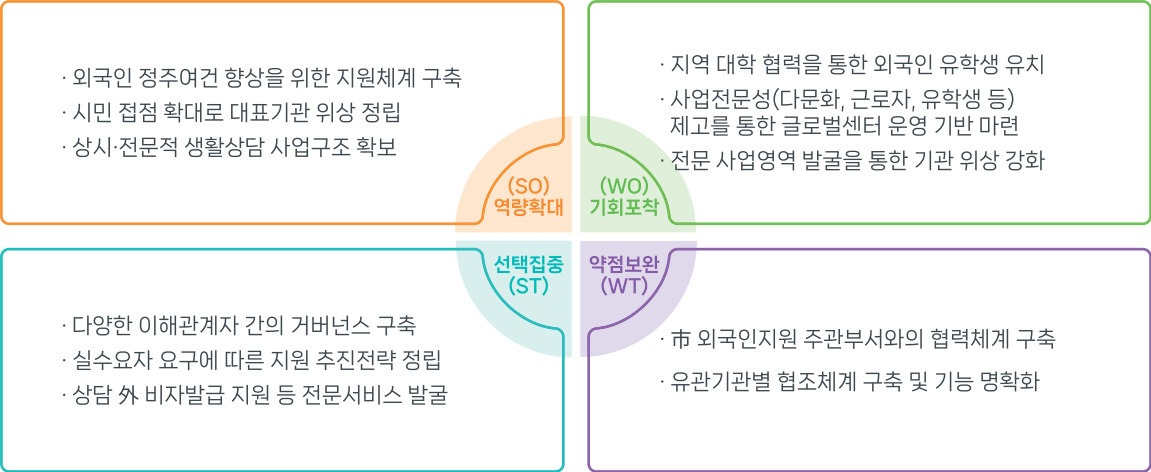 · 외국인 정주여건 향상을 위한 지원체계 구축
· 시민 접점 확대로 대표기관 위상 정립
· 상시·전문적 생활상담 사업구조 확보
(SO)
역량확대
· 지역 대학 협력을 통한 외국인 유학생 유치
· 사업전문성(다문화, 근로자, 유학생 등)
제고를 통한 글로벌센터 운영 기반 마련
· 전문 사업영역 발굴을 통한 기관 위상 강화
(WO)
기회포착
선택집중
(ST)
· 다양한 이해관계자 간의 거버넌스 구축
· 실수요자 요구에 따른 지원 추진전략 정립
· 상담 外 비자발급 지원 등 전문서비스 발굴
약점보완
(WT)
· 市 외국인지원 주관부서와의 협력체계 구축
· 유관기관별 협조체계 구축 및 기능 명확화